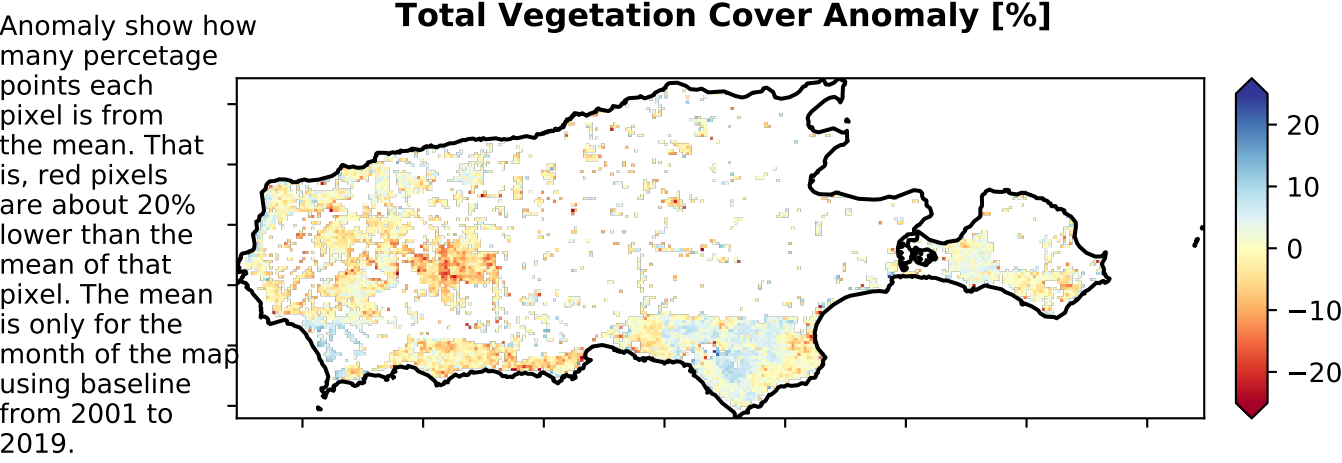 Total Vegetation Cover Anomaly [%]
Anomaly show how
many percetage
points each
pixel is from
the mean. That
is, red pixels
are about 20%
lower than the
mean of that
pixel. The mean
is only for the
month of the map
using baseline
from 2001 to
2019.
20
10
0
−10
−20